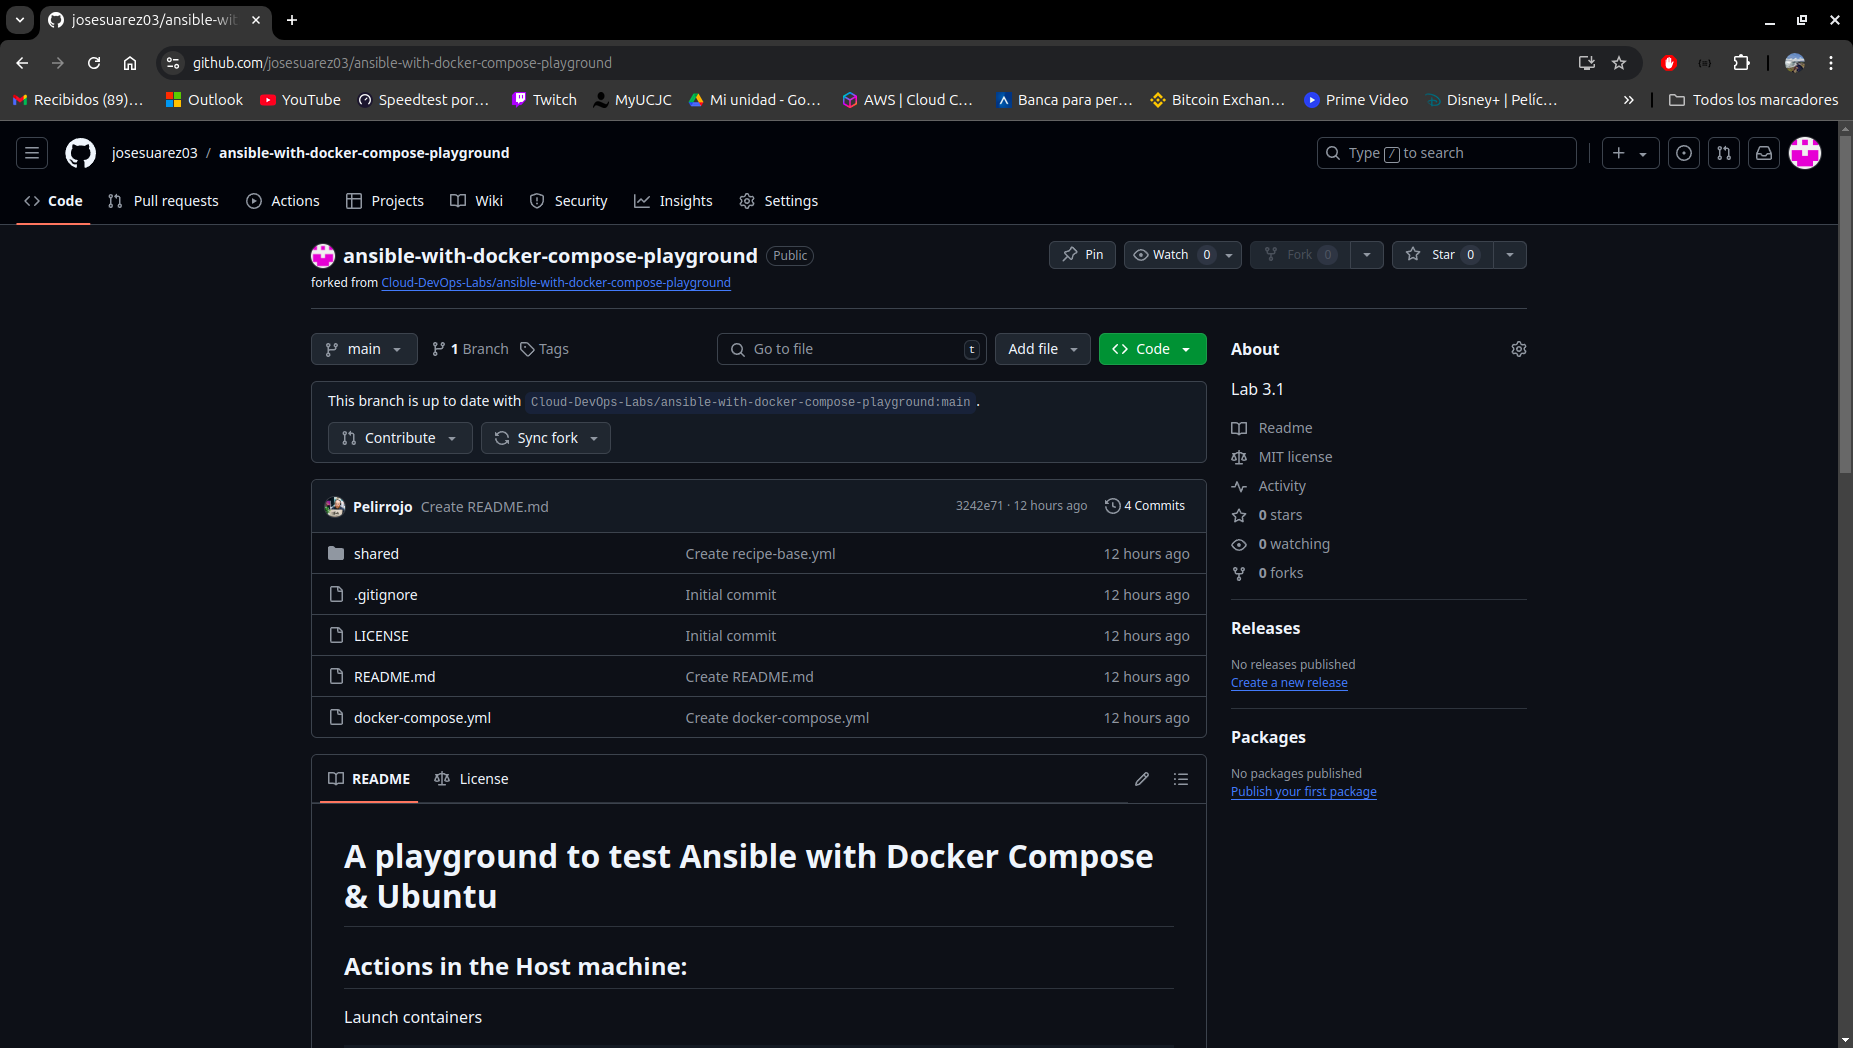 josesuarez03/ansible-wit
github.com/josesuarez03/ansible-with-docker-compose-playground
Recibidos (89)... Outlook YouTube Speedtest por... Twitch MyUCJC Mi unidad - Go... AWS | Cloud C... Banca para per... Bitcoin Exchan... Prime Video Disney+ | Pelíc... » Todos los marcadores
josesuarez03 / ansible-with-docker-compose-playground Type / to search
Code Pull requests Actions Projects Wiki Security Insights Settings
ansible-with-docker-compose-playground Public Pin Watch 0 Fork 0 Star 0
forked from Cloud-DevOps-Labs/ansible-with-docker-compose-playground
main 1 Branch Tags Go to file t Add file Code
This branch is up to date with Cloud-DevOps-Labs/ansible-with-docker-compose-playground:main .
Contribute Sync fork
Pelirrojo Create README.md 3242e71 · 12 hours ago 4 Commits
shared Create recipe-base.yml 12 hours ago
.gitignore Initial commit 12 hours ago
LICENSE Initial commit 12 hours ago
README.md Create README.md 12 hours ago
docker-compose.yml Create docker-compose.yml 12 hours ago
README License
A playground to test Ansible with Docker Compose
& Ubuntu
Actions in the Host machine:
Launch containers
About
Lab 3.1
Readme
MIT license
Activity
0 stars
0 watching
0 forks
Releases
No releases published
Create a new release
Packages
No packages published
Publish your first package